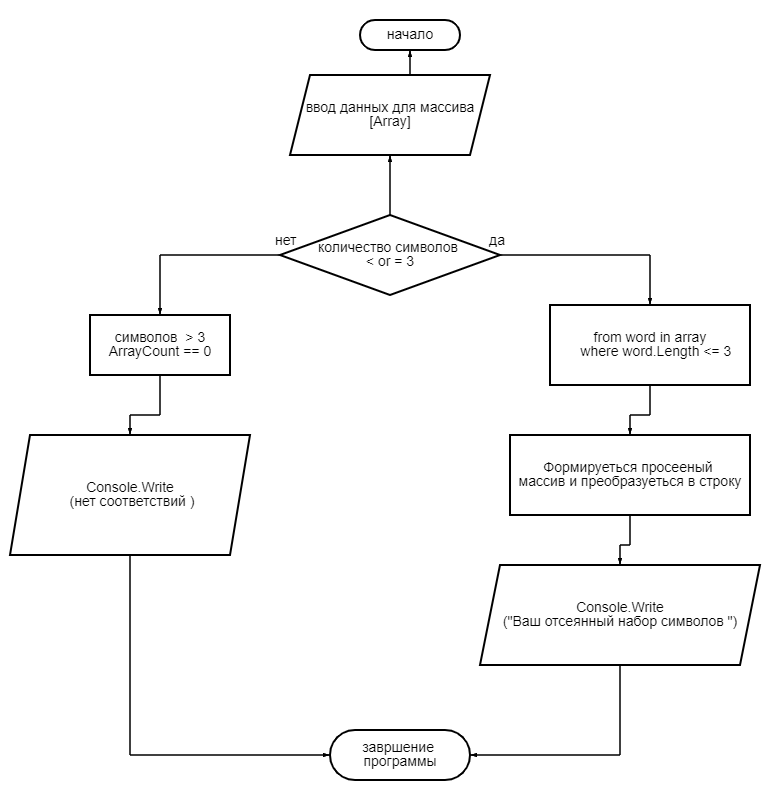 начало
ввод данных для массива
[Array]
нет
количество символов
< or = 3
да
символов > 3
ArrayCount == 0
from word in array
where word.Length <= 3
Console.Write
(нет соответствий )
Формируеться просееный
массив и преобразуеться в строку
Console.Write
("Ваш отсеянный набор символов ")
завршение
программы